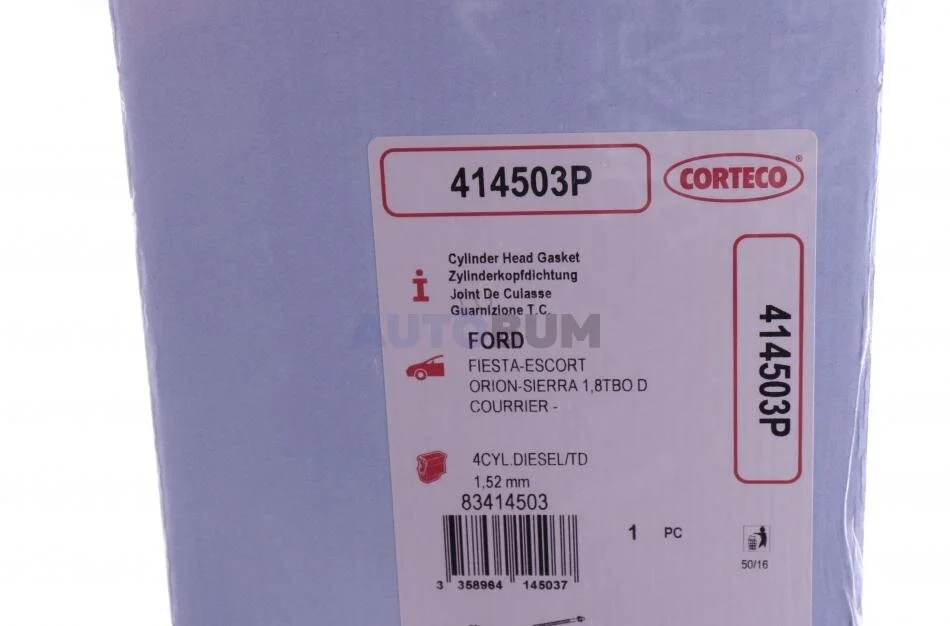 414503P
CORTECO®
Cylinder Head Gasket
Zylinderkopfdichtung
Joint De Culasse
Guarnizione T.C.
AUTOBUM
FORD
FIESTA-ESCORT
ORION-SIERRA 1,8TBO D
COURRIER -
414503P
4CYL.DIESEL/TD
1,52 mm
83414503
1 PC
50/16
3 358964 145037